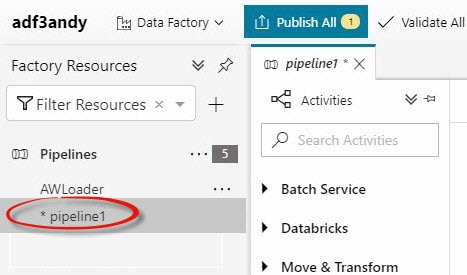 adf3andy
Data Factory
Publish All 1
Validate All
Factory Resources
Filter Resources
Pipelines
5
AWLoader
* pipeline1
pipeline1 *
Activities
Search Activities
Batch Service
Databricks
Move & Transform